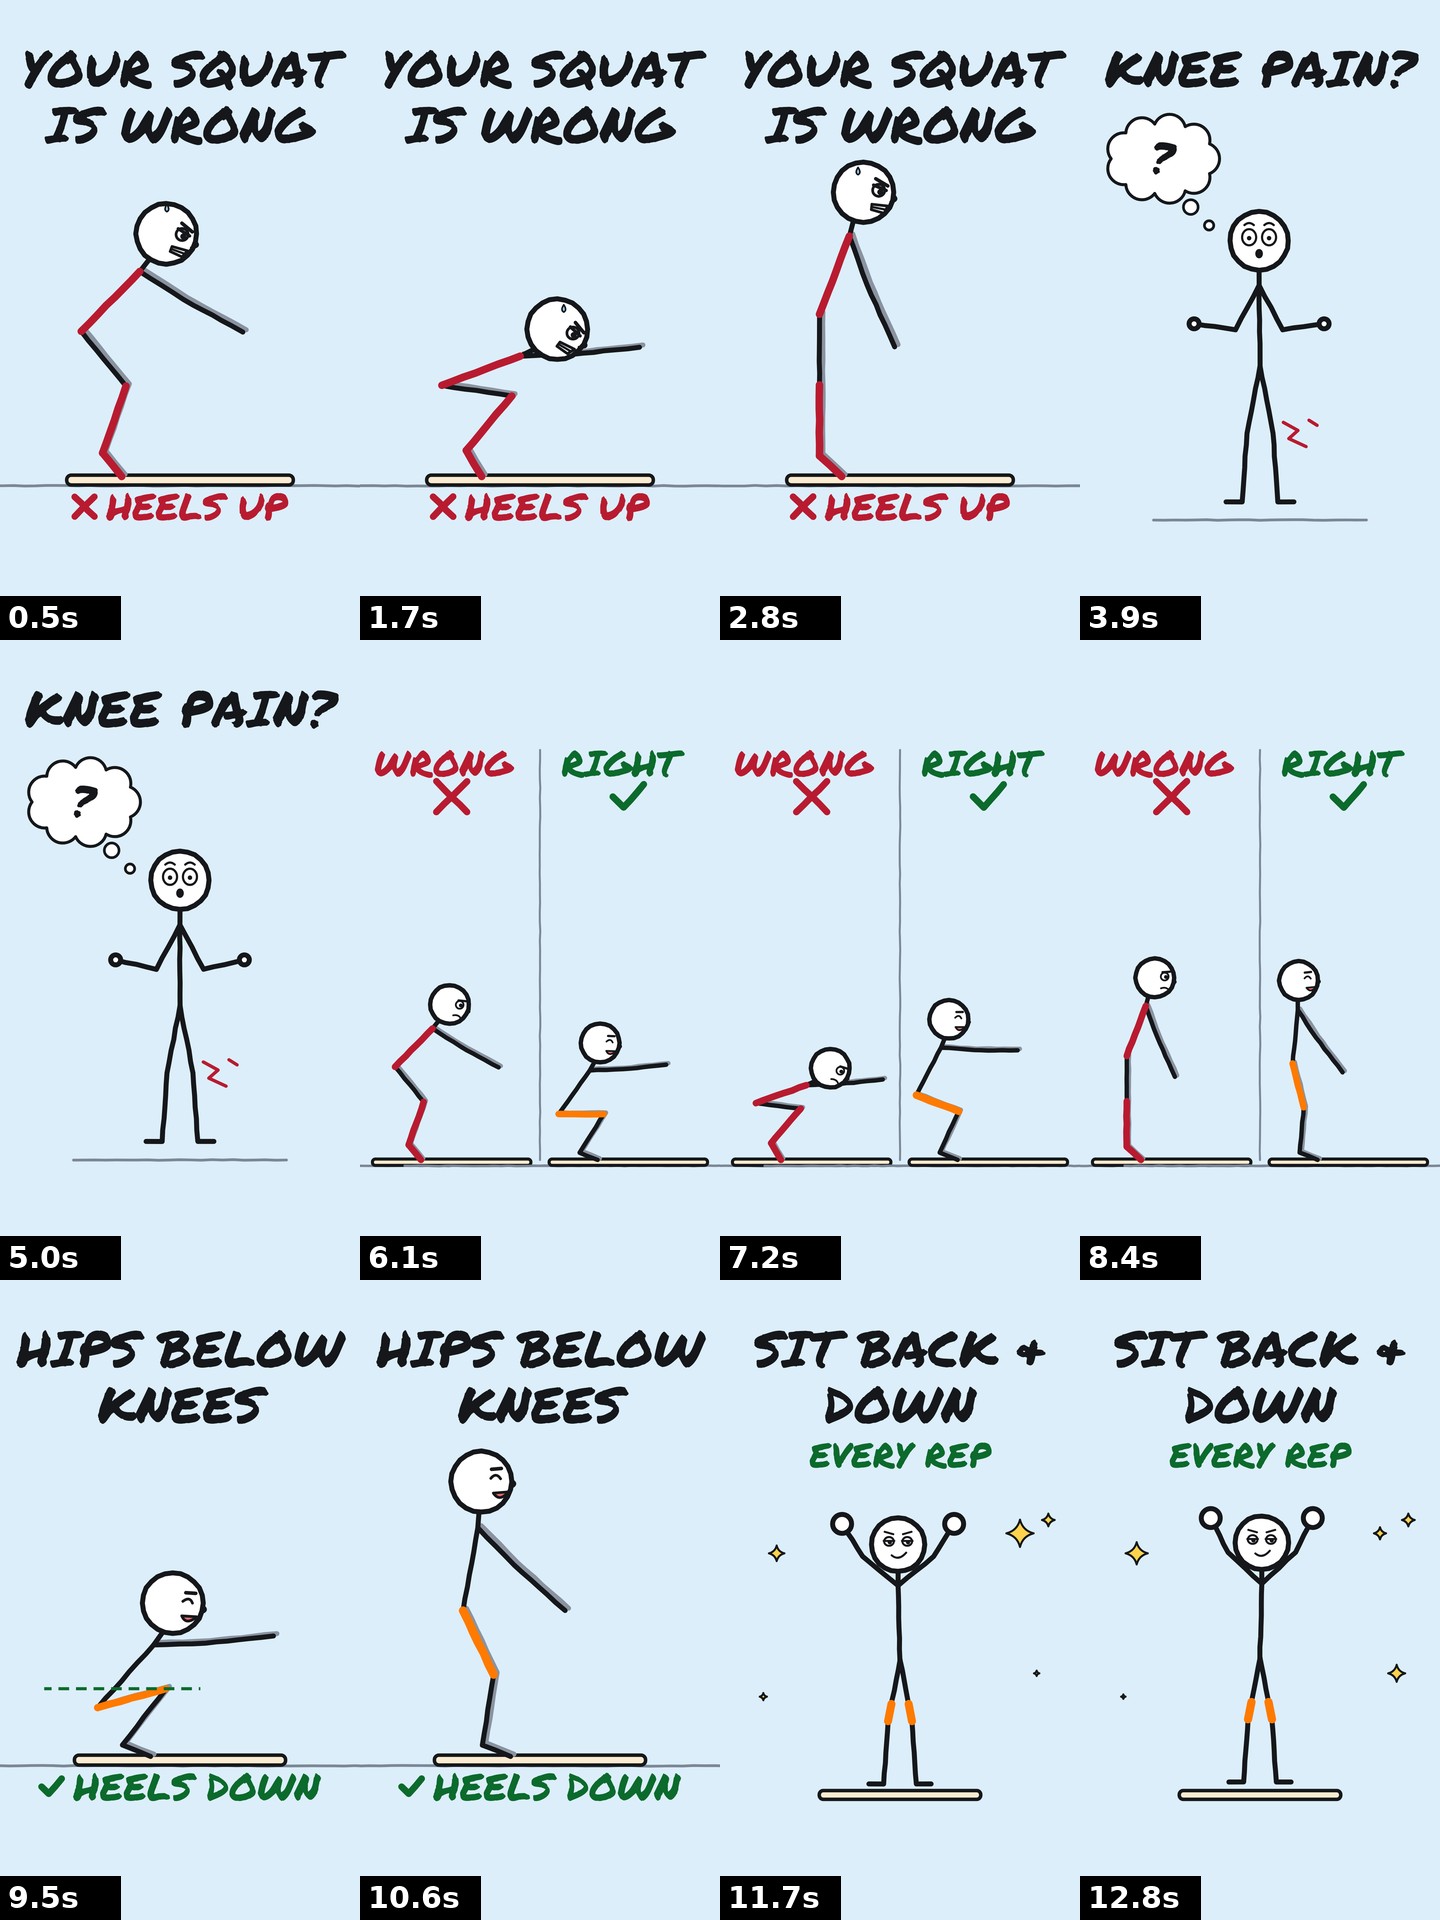 YOUR SQUAT
IS WRONG
× HEELS UP
0.5s
YOUR SQUAT
IS WRONG
× HEELS UP
1.7s
YOUR SQUAT
IS WRONG
× HEELS UP
2.8s
KNEE PAIN?
?
3.9s
KNEE PAIN?
?
5.0s
WRONG
RIGHT
6.1s
WRONG
RIGHT
7.2s
WRONG
RIGHT
8.4s
HIPS BELOW
KNEES
✓ HEELS DOWN
9.5s
HIPS BELOW
KNEES
✓ HEELS DOWN
10.6s
SIT BACK &
DOWN
EVERY REP
11.7s
SIT BACK &
DOWN
EVERY REP
12.8s